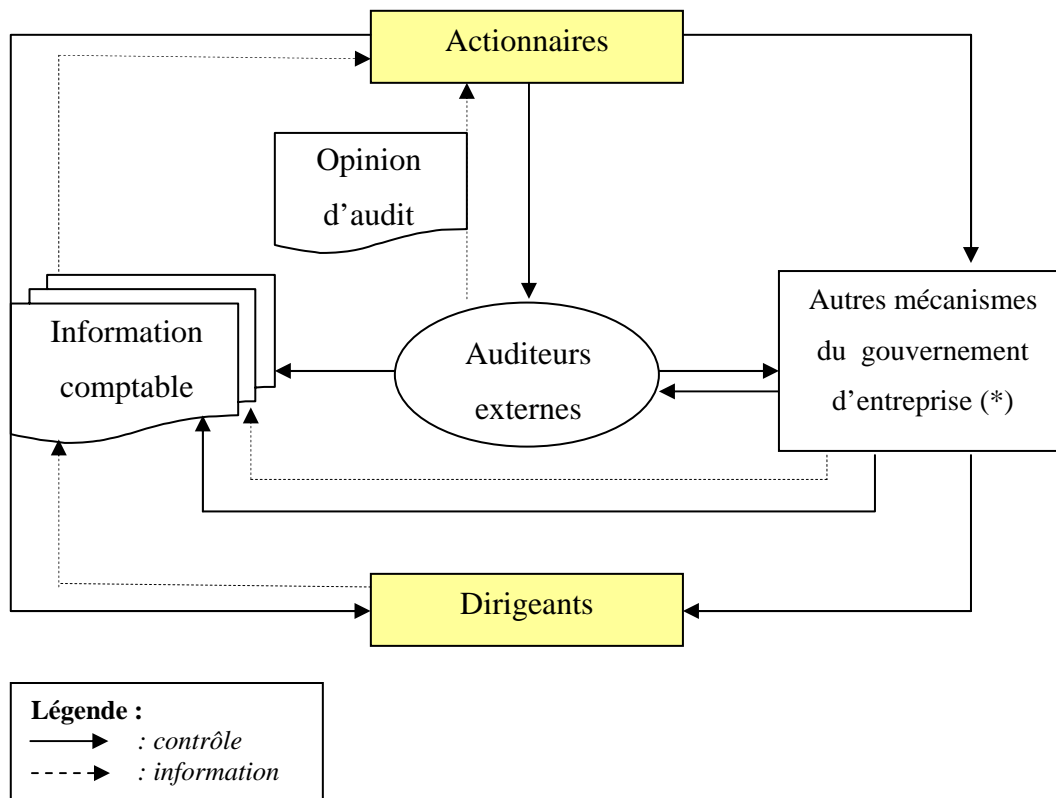 Actionnaires
Opinion
d’audit
Information
comptable
Auditeurs
externes
Autres mécanismes
du gouvernement
d’entreprise (*)
Dirigeants
Légende :
: contrôle
: information